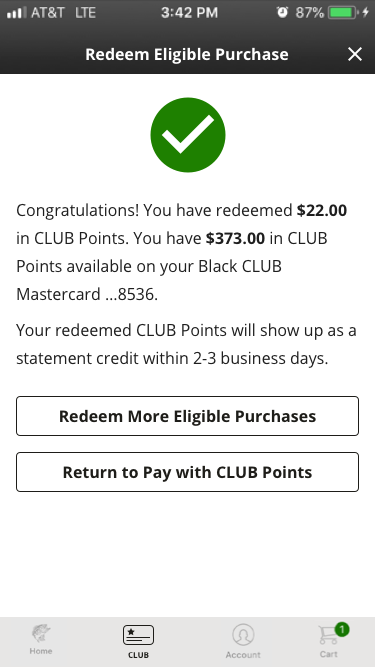 AT&T LTE 3:42 PM 87%
Redeem Eligible Purchase
Congratulations! You have redeemed $22.00
in CLUB Points. You have $373.00 in CLUB
Points available on your Black CLUB
Mastercard ...8536.
Your redeemed CLUB Points will show up as a
statement credit within 2-3 business days.
Redeem More Eligible Purchases
Return to Pay with CLUB Points
1
Home CLUB Account Cart